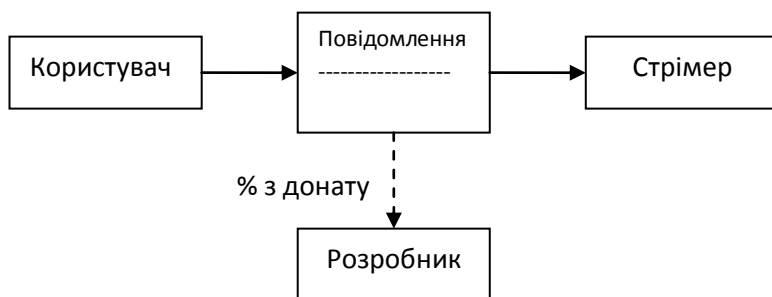 Користувач
Повідомлення
-------------------
Стрімер
% з донату
Розробник